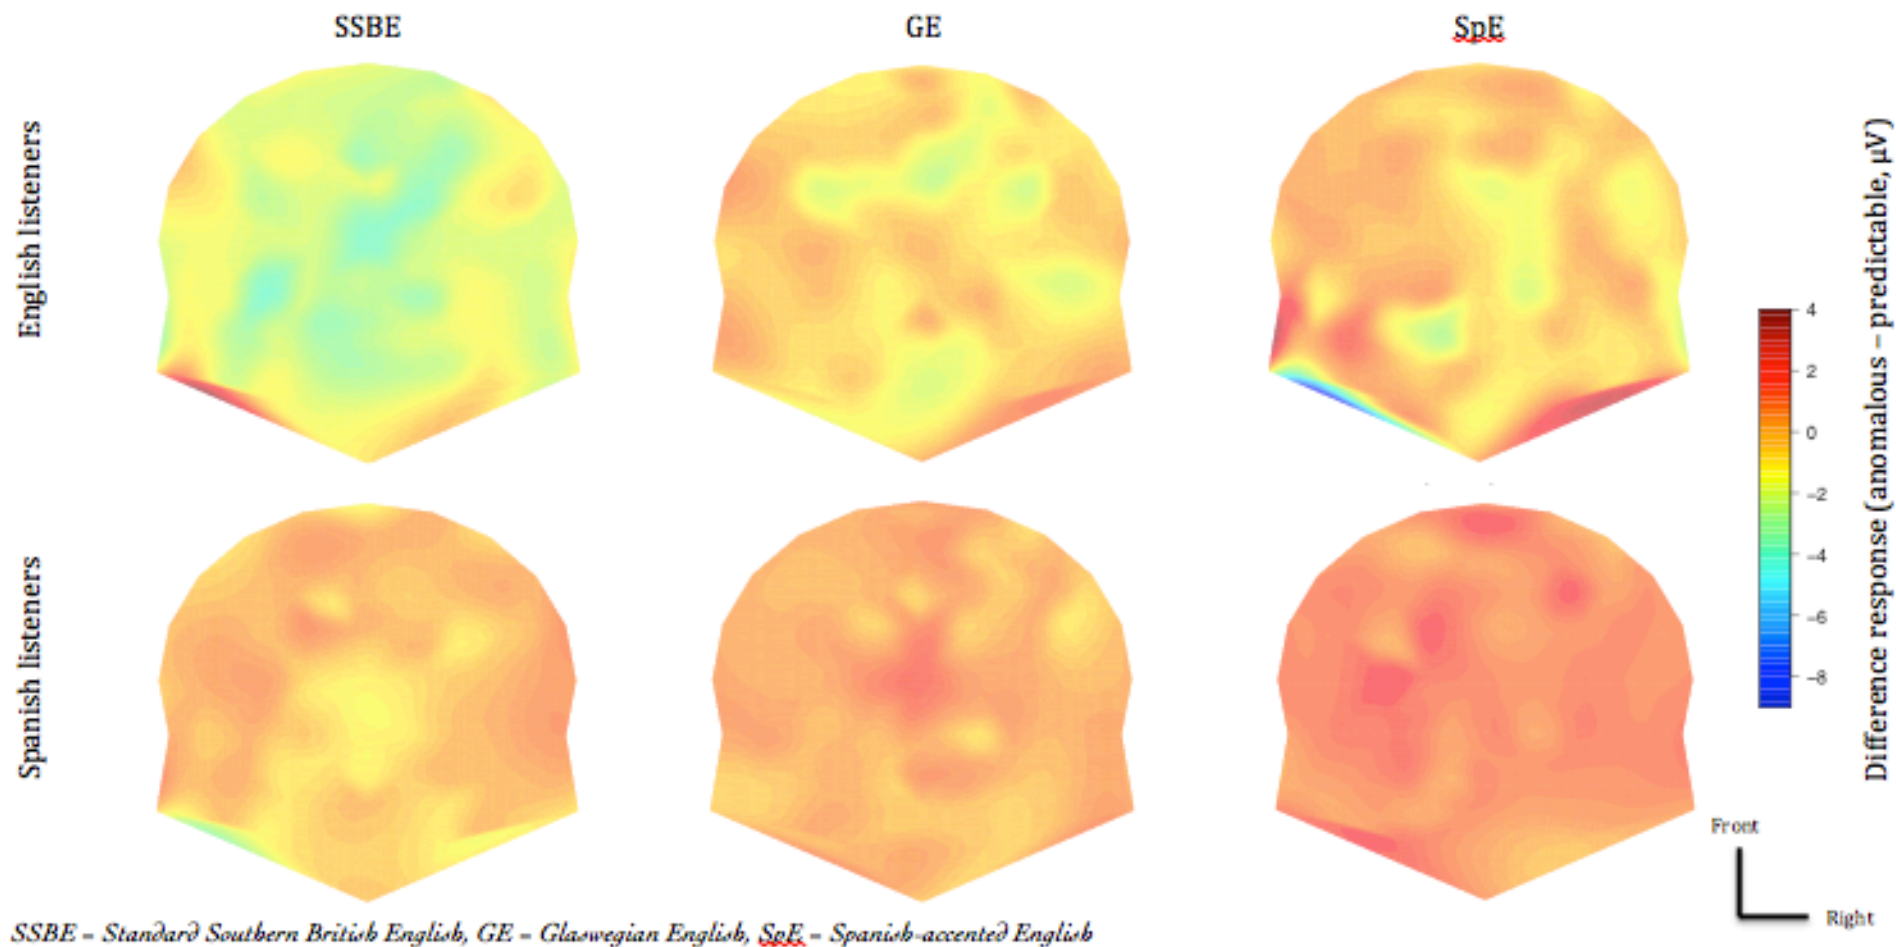 SSBE GE SpE
English listeners
Spanish listeners
4
2
0
−2
−4
−6
−8
Difference response (anomalous − predictable, µV)
Front
Right
SSBE – Standard Southern British English, GE – Glaswegian English, SpE – Spanish-accented English